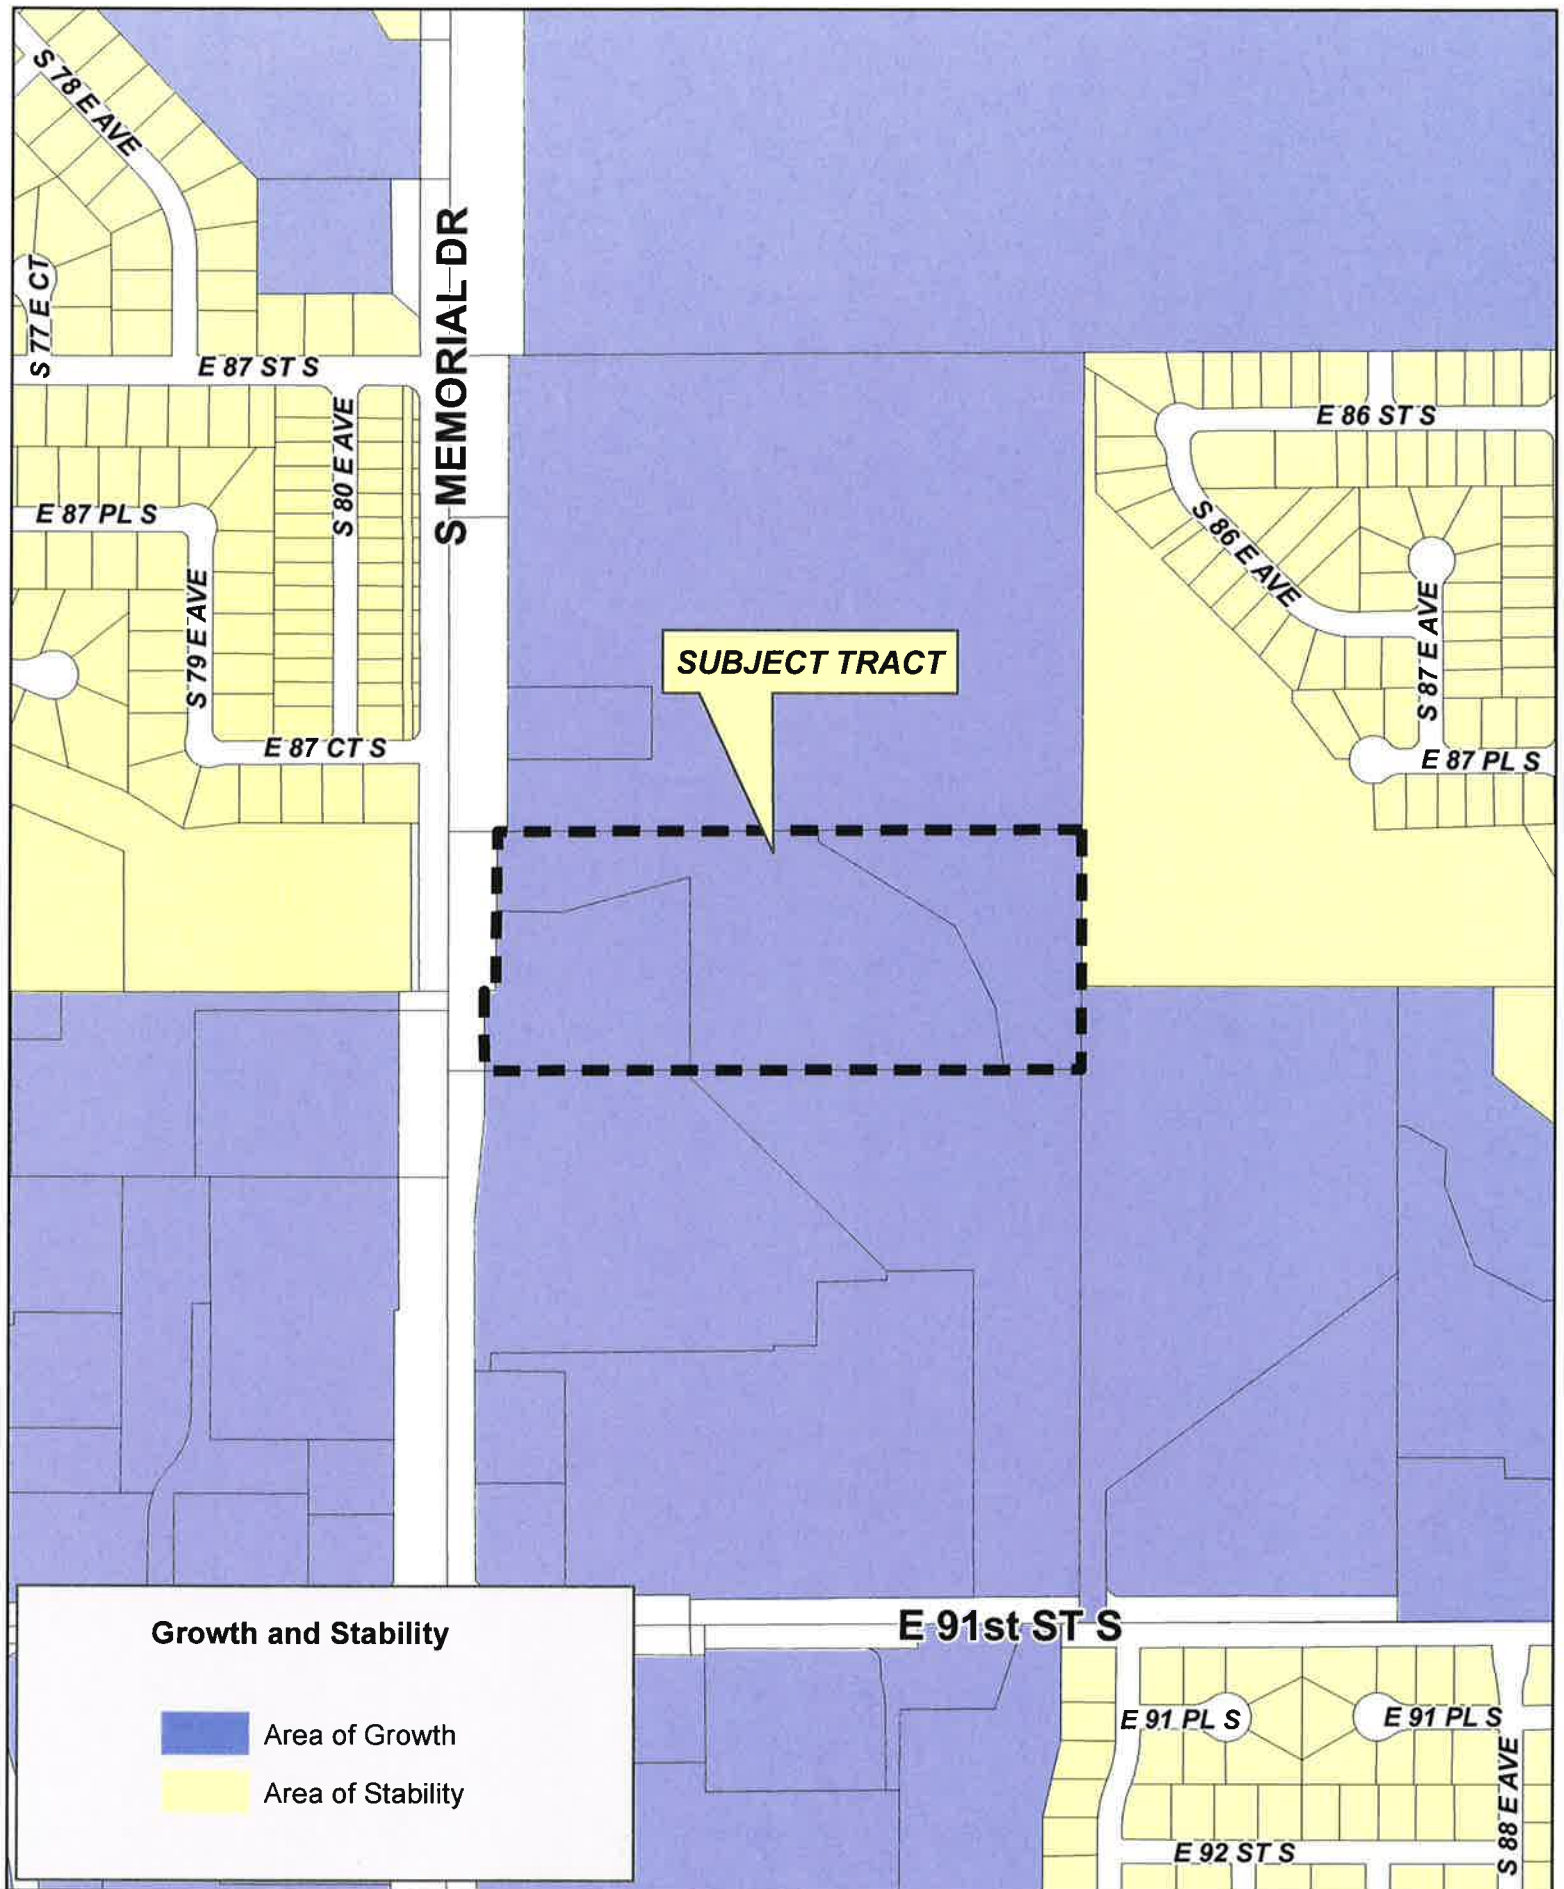 S 78 E AVE
S 77 E CT
S MEMORIAL DR
E 87 ST S
S 80 E AVE
E 87 PL S
S 79 E AVE
E 87 CT S
E 86 ST S
S 86 E AVE
S 87 E AVE
E 87 PL S
SUBJECT TRACT
E 91st ST S
E 91 PL S
E 91 PL S
S 88 E AVE
E 92 ST S
Growth and Stability
Area of Growth
Area of Stability